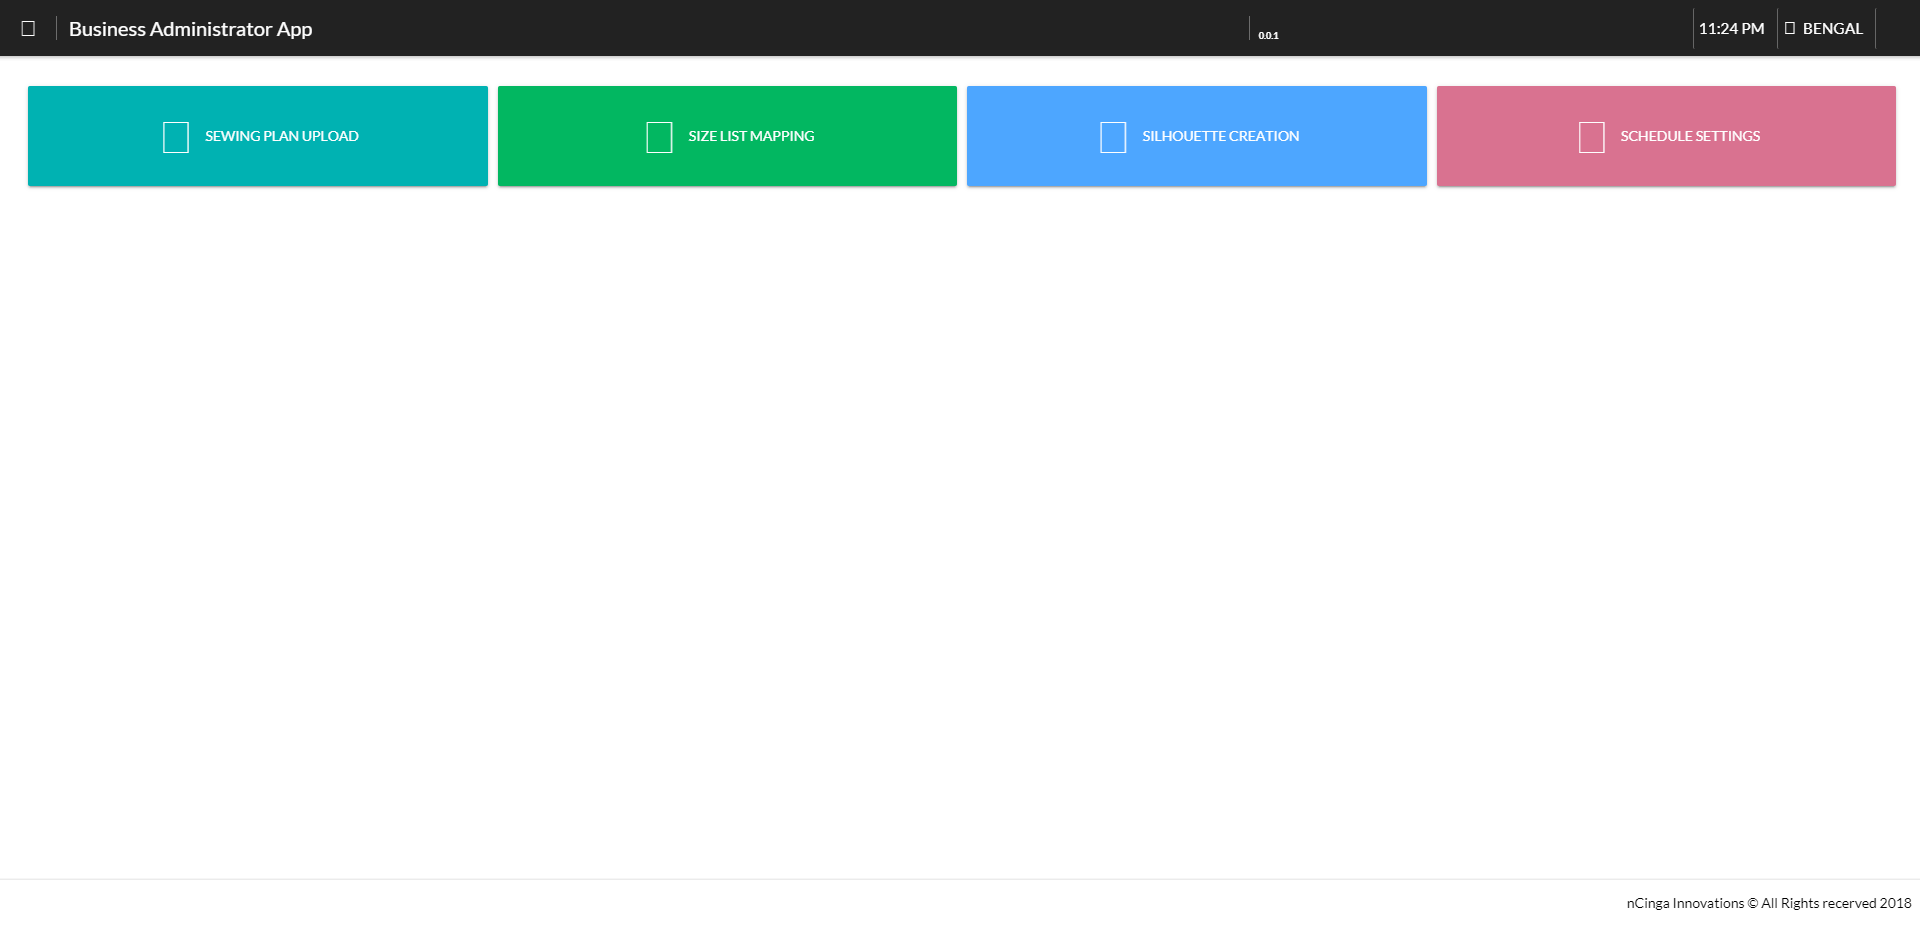 Business Administrator App
0.0.1
11:24 PM
BENGAL
SEWING PLAN UPLOAD
SIZE LIST MAPPING
SILHOUETTE CREATION
SCHEDULE SETTINGS
nCinga Innovations © All Rights recerved 2018